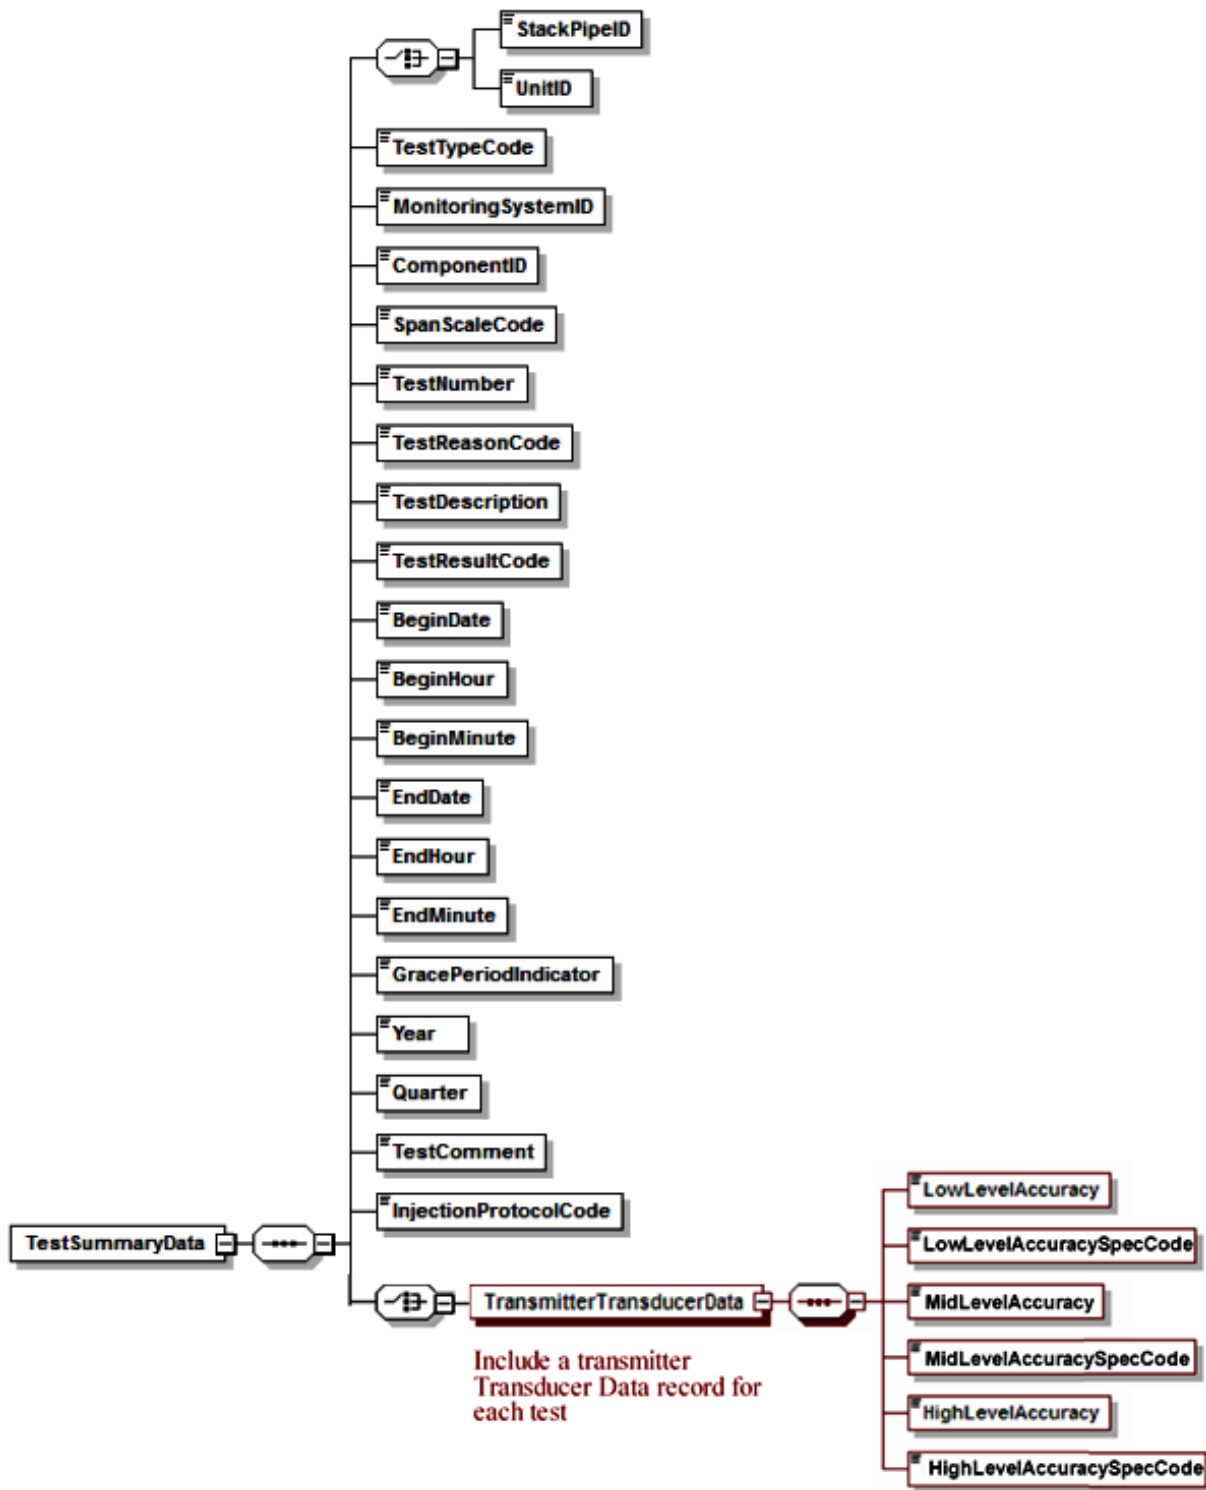 StackPipeID
UnitID
TestTypeCode
MonitoringSystemID
ComponentID
SpanScaleCode
TestNumber
TestReasonCode
TestDescription
TestResultCode
BeginDate
BeginHour
BeginMinute
EndDate
EndHour
EndMinute
GracePeriodIndicator
Year
Quarter
TestComment
InjectionProtocolCode
TestSummaryData
TransmitterTransducerData
Include a transmitter
Transducer Data record for
each test
LowLevelAccuracy
LowLevelAccuracySpecCode
MidLevelAccuracy
MidLevelAccuracySpecCode
HighLevelAccuracy
HighLevelAccuracySpecCode